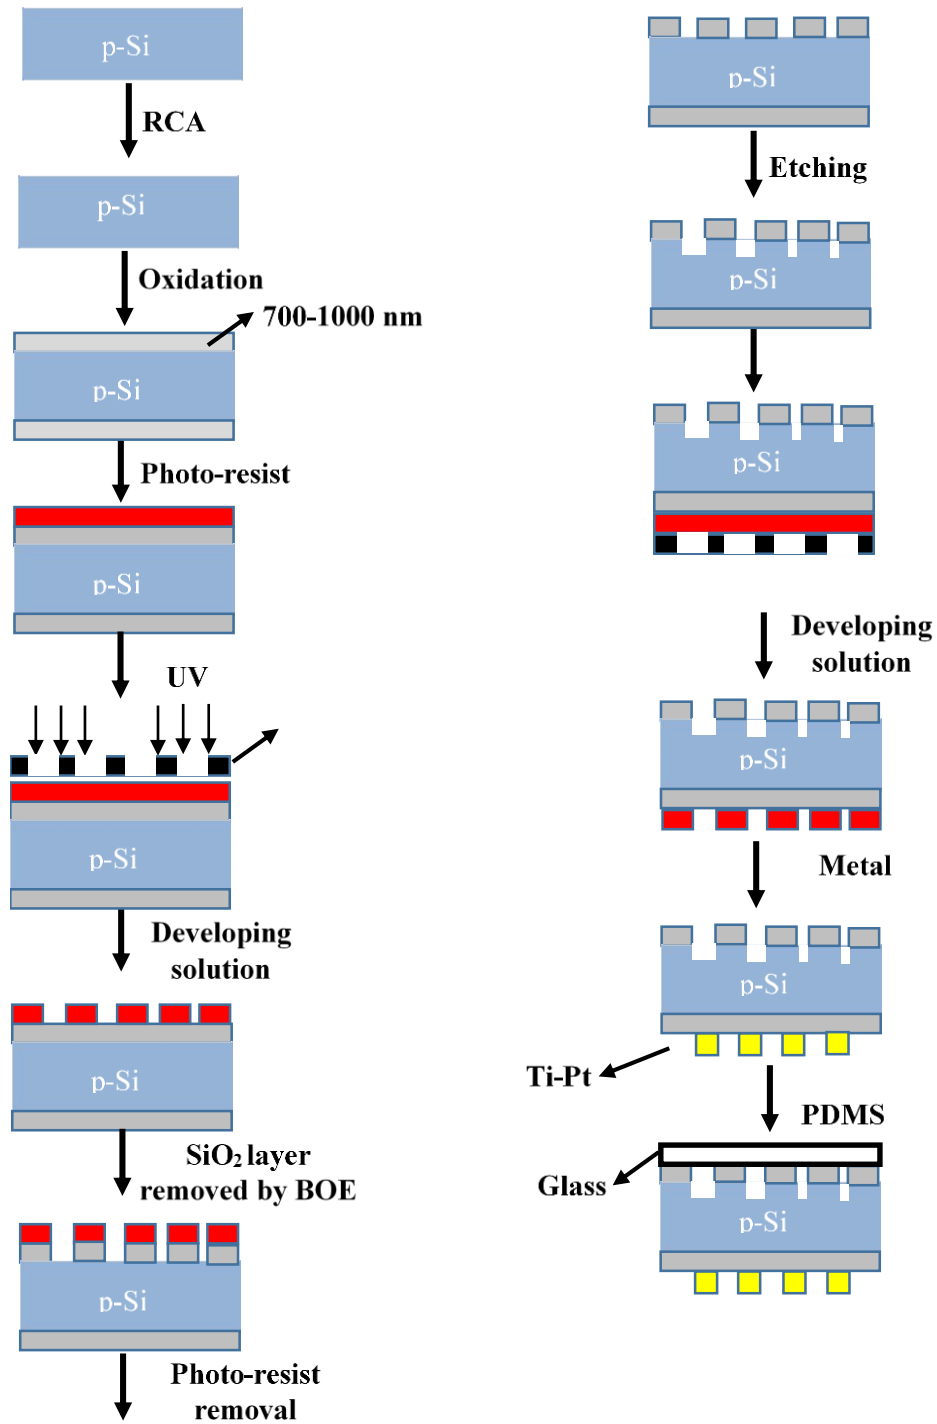 p-Si
RCA
p-Si
Oxidation
700-1000 nm
p-Si
Photo-resist
p-Si
UV
p-Si
Developing
solution
p-Si
SiO₂ layer
removed by BOE
p-Si
Photo-resist
removal
p-Si
Etching
p-Si
p-Si
Developing
solution
p-Si
Metal
p-Si
Ti-Pt
PDMS
Glass
p-Si